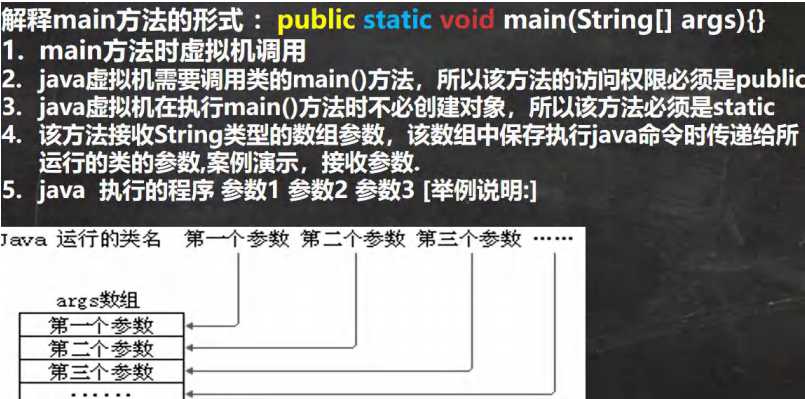 解释main方法的形式 : public static void main(String[] args){}
1. main方法时虚拟机调用
2. java虚拟机需要调用类的main()方法，所以该方法的访问权限必须是public
3. java虚拟机在执行main()方法时不必创建对象，所以该方法必须是static
4. 该方法接收String类型的数组参数，该数组中保存执行java命令时传递给所
运行的类的参数,案例演示，接收参数.
5. java 执行的程序 参数1 参数2 参数3 [举例说明:]
Java 运行的类名 第一个参数 第二个参数 第三个参数 ……
args数组
第一个参数
第二个参数
第三个参数
……